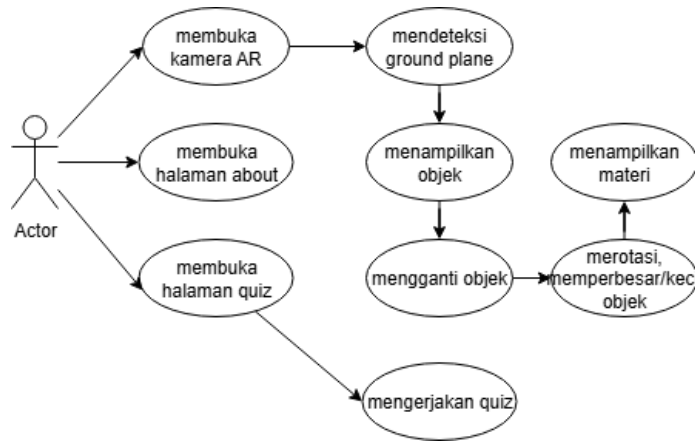 membuka
kamera AR
mendeteksi
ground plane
Actor
membuka
halaman about
menampilkan
objek
menampilkan
materi
membuka
halaman quiz
mengganti objek
merotasi,
memperbesar/kec
objek
mengerjakan quiz